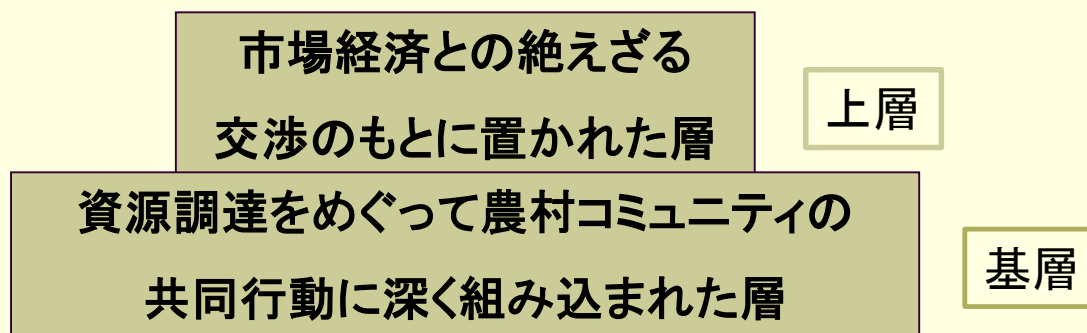 市場経済との絶えざる
交渉のもとに置かれた層
上層
資源調達をめぐって農村コミュニティの
共同行動に深く組み込まれた層
基層